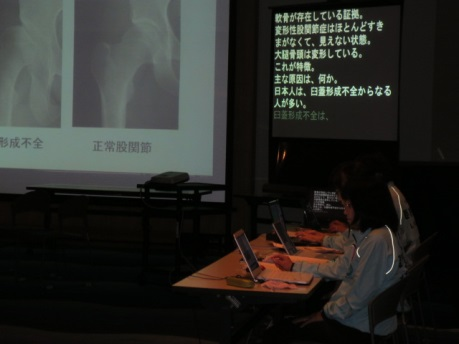 形成不全
正常股関節
軟骨が存在している証拠。
変形性股関節症はほとんどすき
まがなくて、見えない状態。
大腿骨頭は変形している。
これが特徴。
主な原因は、何か。
日本人は、臼蓋形成不全からなる
人が多い。
臼蓋形成不全は、